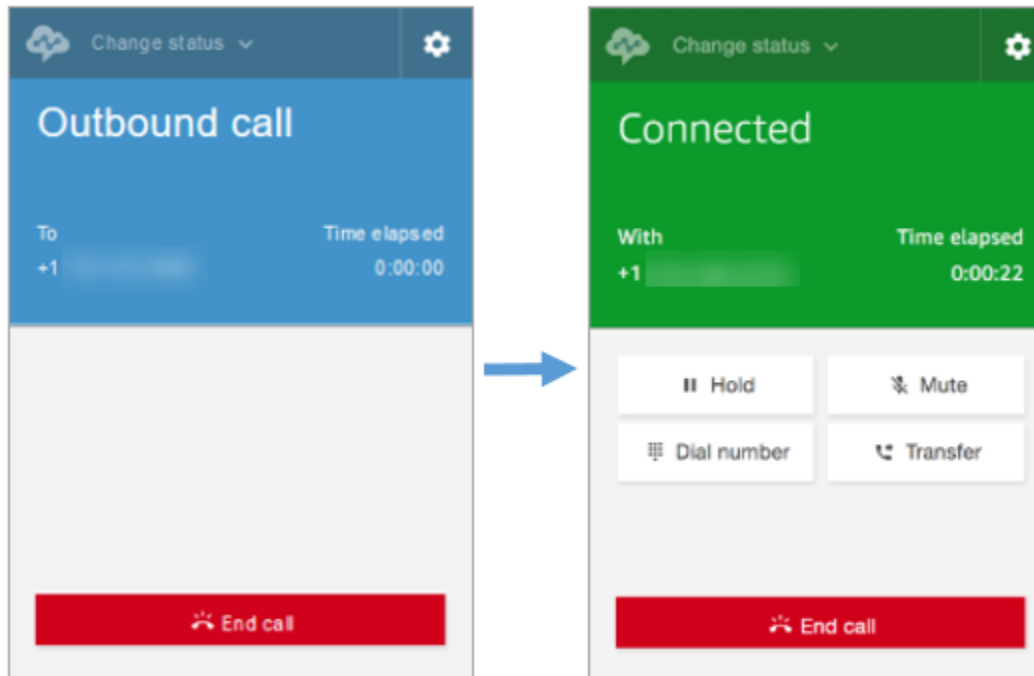 Change status
Outbound call
To Time elapsed
+1 0:00:00
End call
Change status
Connected
With Time elapsed
+1 0:00:22
Hold Mute
Dial number Transfer
End call